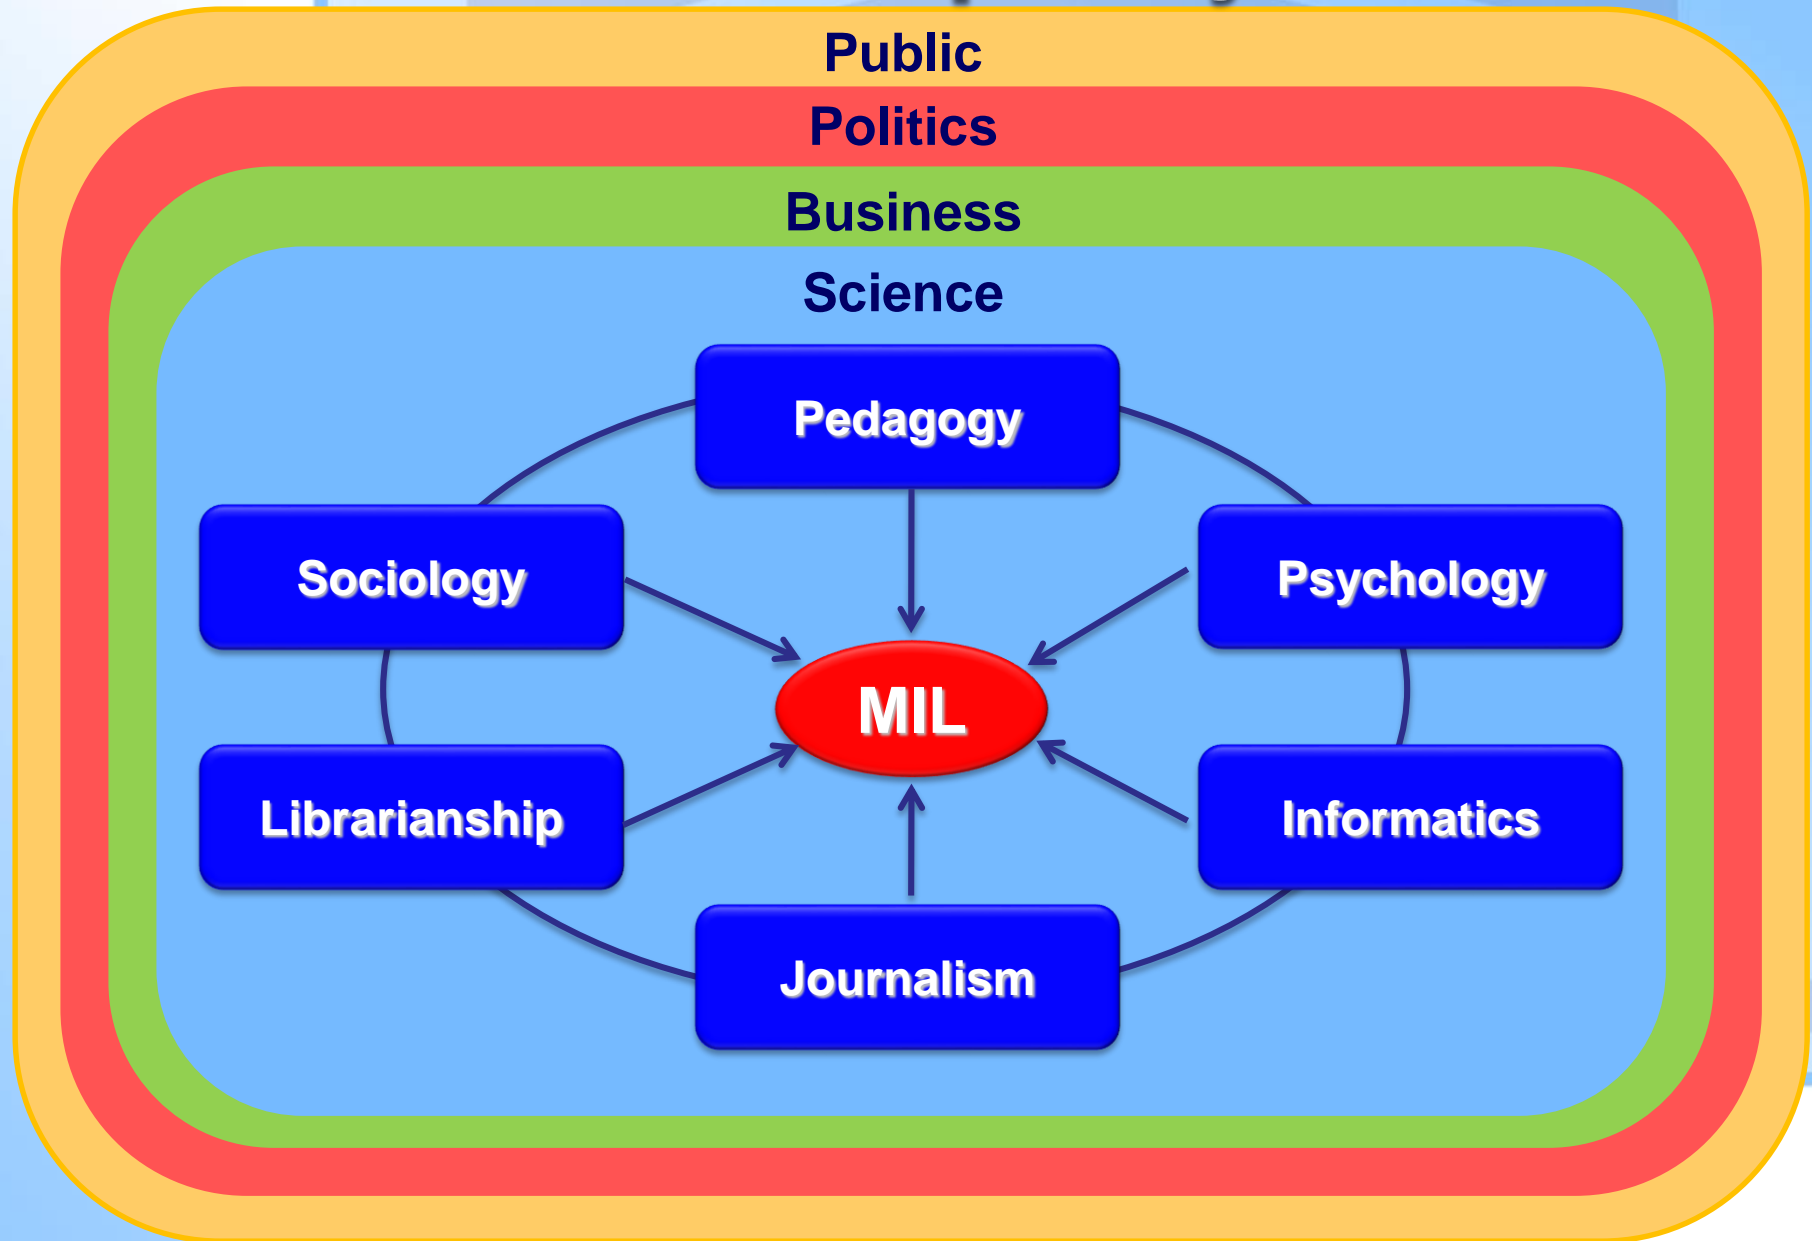 Public
Politics
Business
Science
Pedagogy
Sociology
Psychology
MIL
Librarianship
Informatics
Journalism